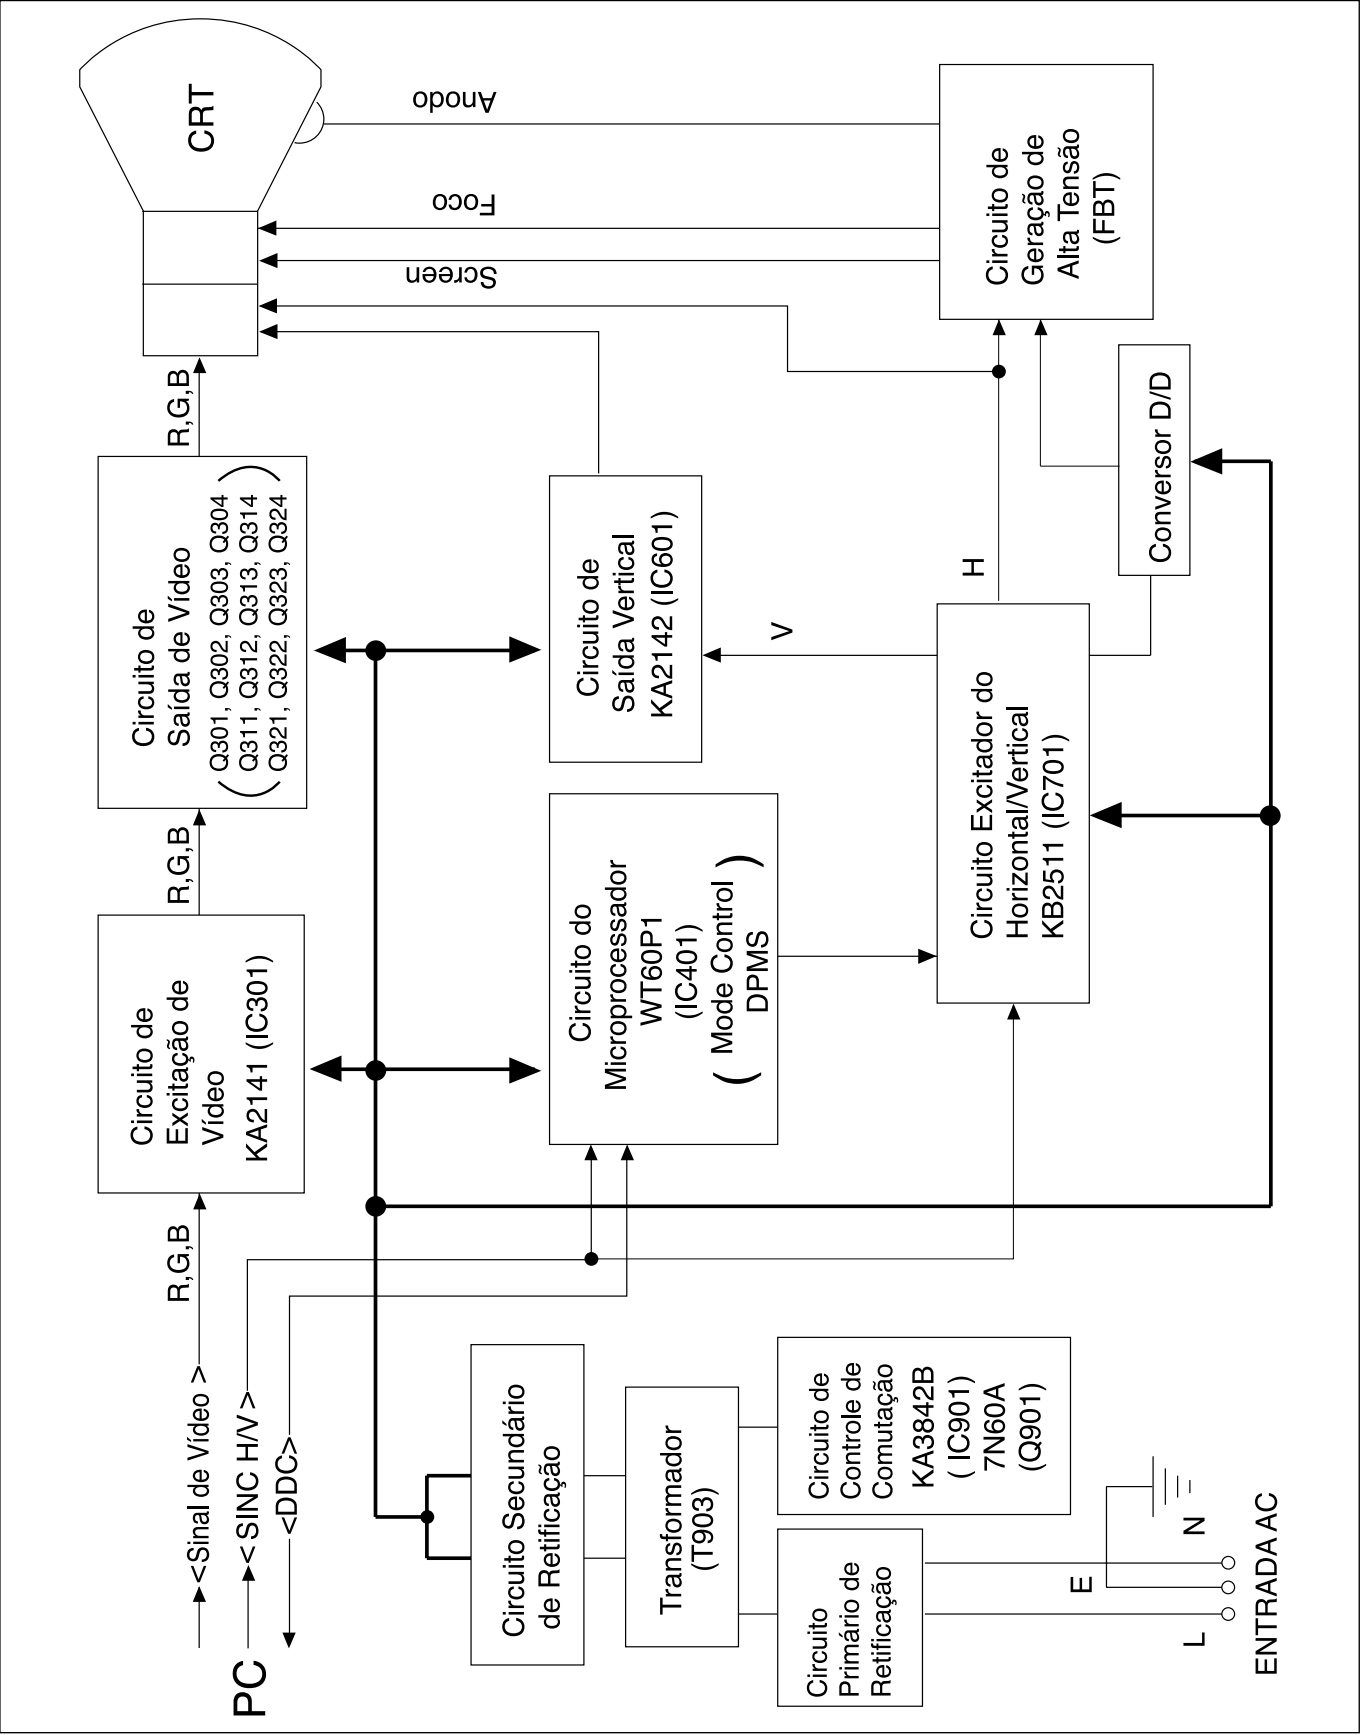 PC
<Sinal de Vídeo >
< SINC H/V >
<DDC>
R,G,B
Circuito de
Excitação de
Vídeo
KA2141 (IC301)
R,G,B
Circuito de
Saída de Vídeo
Q301, Q302, Q303, Q304
Q311, Q312, Q313, Q314
Q321, Q322, Q323, Q324
R,G,B
CRT
Circuito Secundário
de Retificação
Transformador
(T903)
Circuito
Primário de
Retificação
Circuito de
Controle de
Comutação
KA3842B
( IC901)
7N60A
(Q901)
L
E
N
ENTRADA AC
Circuito do
Microprocessador
WT60P1
(IC401)
( Mode Control )
DPMS
Circuito de
Saída Vertical
KA2142 (IC601)
V
H
Circuito Excitador do
Horizontal/Vertical
KB2511 (IC701)
Conversor D/D
Circuito de
Geração de
Alta Tensão
(FBT)
Screen
Foco
Anodo